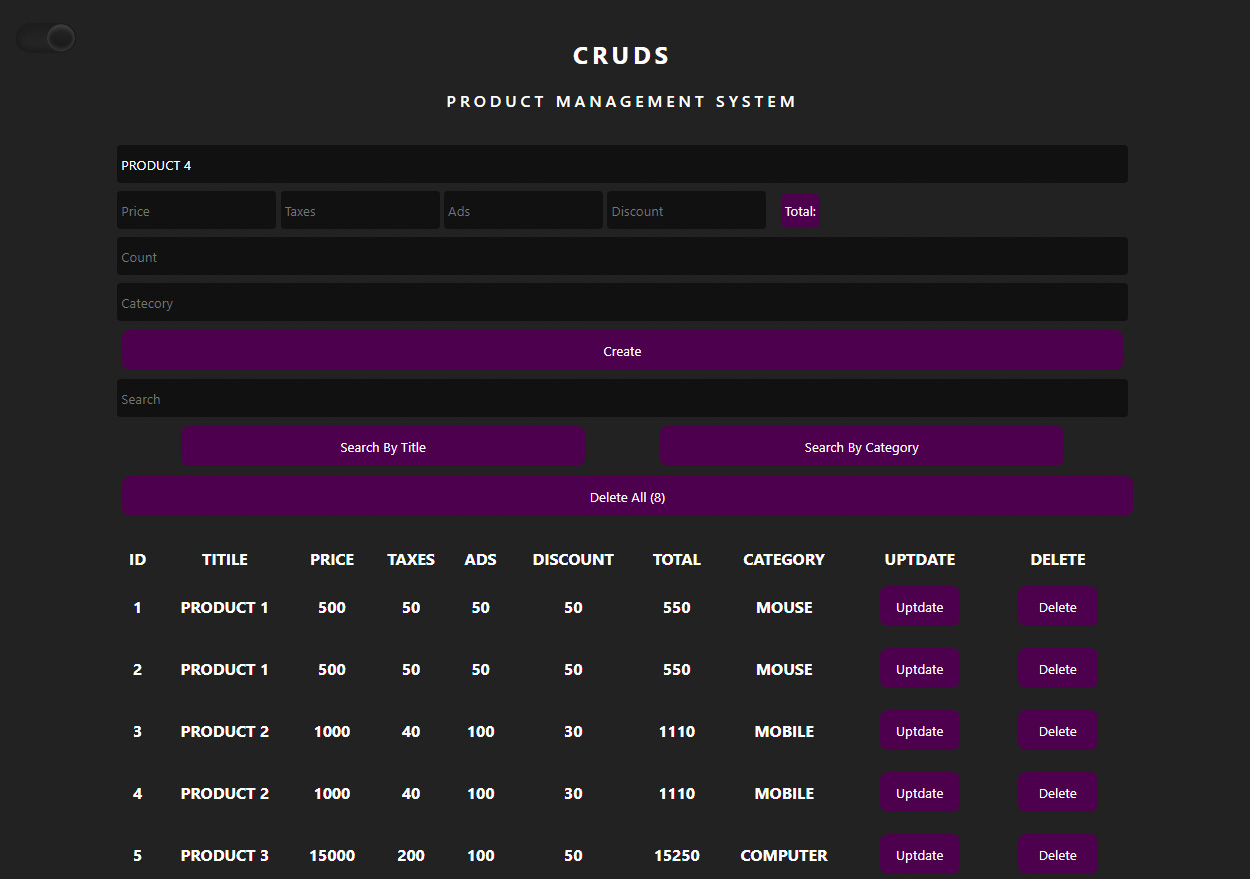 CRUDS
PRODUCT MANAGEMENT SYSTEM
PRODUCT 4
Price Taxes Ads Discount Total:
Count
Catecory
Create
Search
Search By Title Search By Category
Delete All (8)
ID TITILE PRICE TAXES ADS DISCOUNT TOTAL CATEGORY UPTDATE DELETE
1 PRODUCT 1 500 50 50 50 550 MOUSE Uptdate Delete
2 PRODUCT 1 500 50 50 50 550 MOUSE Uptdate Delete
3 PRODUCT 2 1000 40 100 30 1110 MOBILE Uptdate Delete
4 PRODUCT 2 1000 40 100 30 1110 MOBILE Uptdate Delete
5 PRODUCT 3 15000 200 100 50 15250 COMPUTER Uptdate Delete